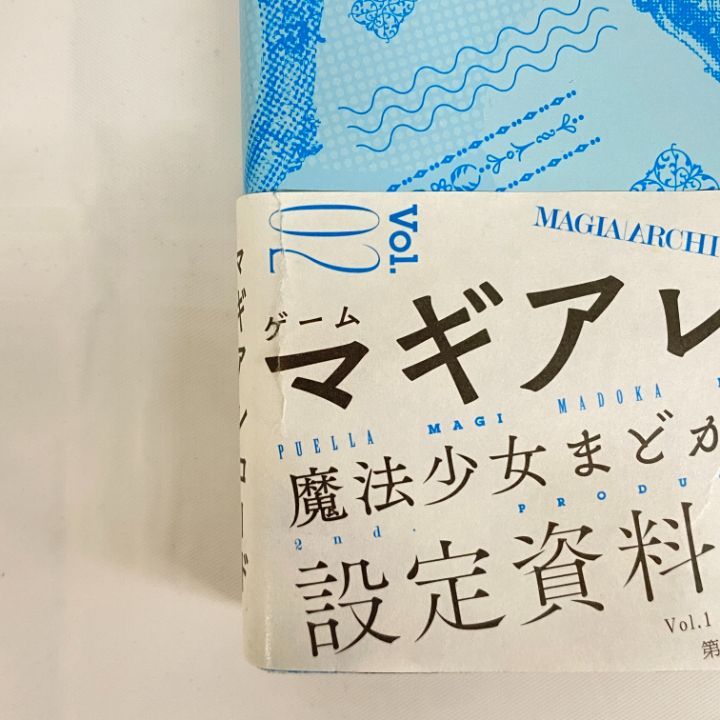 Vol. 02
MAGIA ARCHI
ゲーム
マギアレ
PUELLA MAGI MADOKA
魔法少女まどか
2nd. PRODU
設定資料
Vol.1
第
マギアレコード